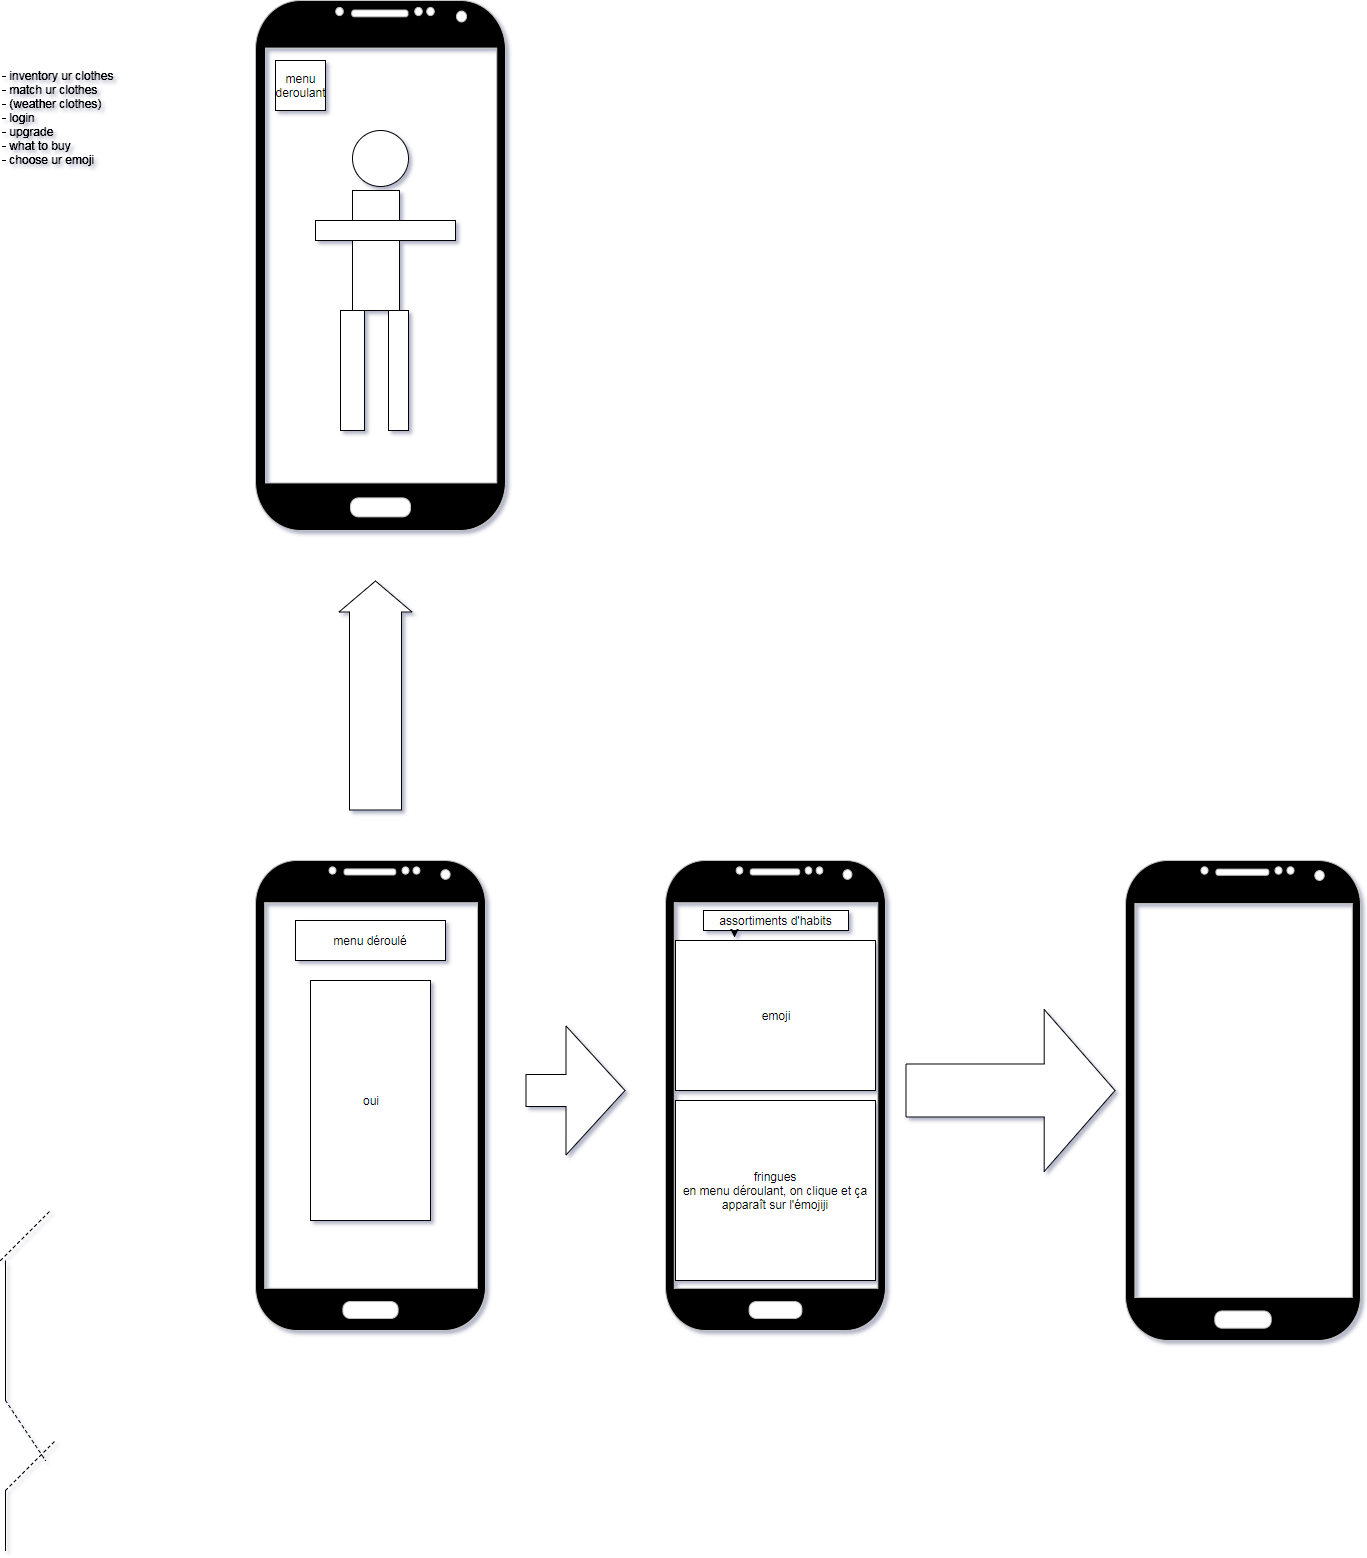 - inventory ur clothes
- match ur clothes
- (weather clothes)
- login
- upgrade
- what to buy
- choose ur emoji
menu
deroulant
menu déroulé
oui
assortiments d'habits
emoji
fringues
en menu déroulant, on clique et ça
apparaît sur l'émojiji